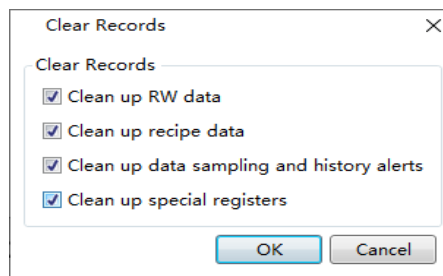 Clear Records
Clear Records
Clean up RW data
Clean up recipe data
Clean up data sampling and history alerts
Clean up special registers
OK Cancel